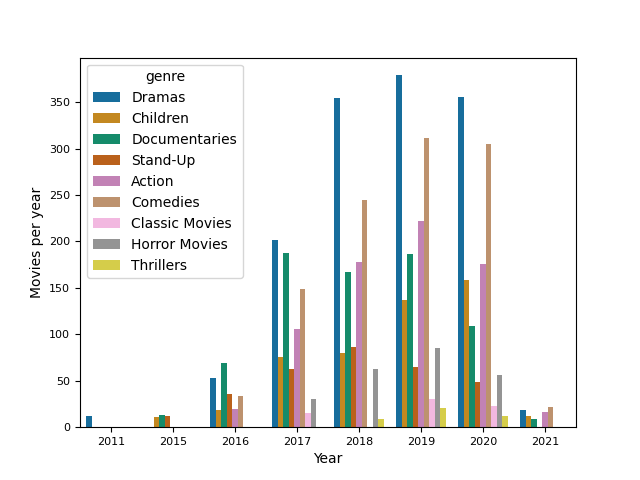 genre
Dramas
Children
Documentaries
Stand-Up
Action
Comedies
Classic Movies
Horror Movies
Thrillers
Movies per year
350
300
250
200
150
100
50
0
2011 2015 2016 2017 2018 2019 2020 2021
Year